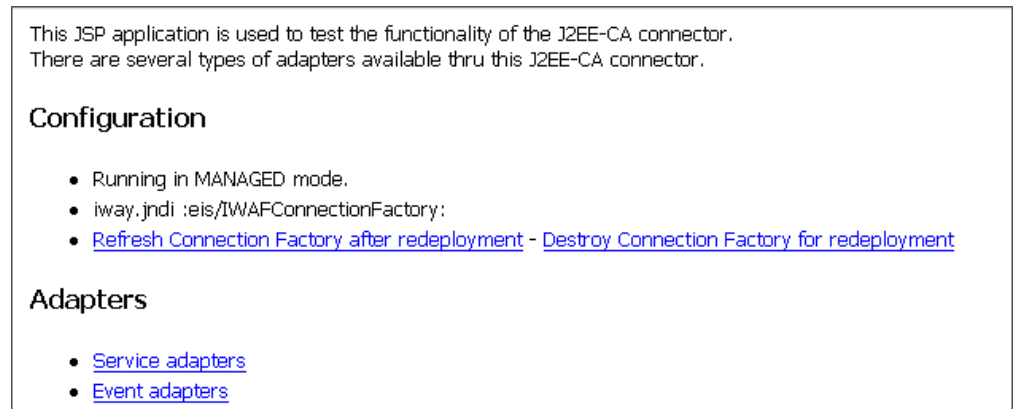 This JSP application is used to test the functionality of the J2EE-CA connector.
There are several types of adapters available thru this J2EE-CA connector.
Configuration
Running in MANAGED mode.
iway.jndi :eis/IWAFConnectionFactory:
Refresh Connection Factory after redeployment - Destroy Connection Factory for redeployment
Adapters
Service adapters
Event adapters